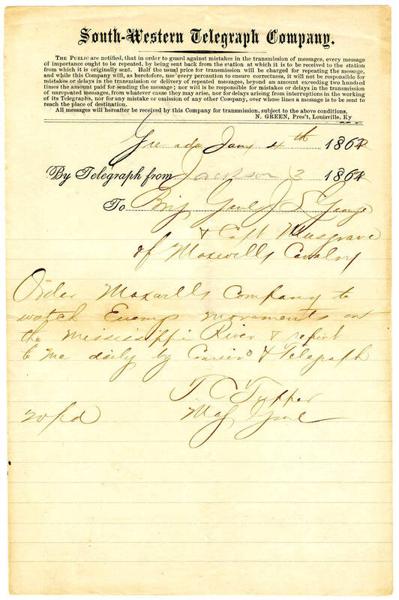 South-Western Telegraph Company.
The Public are notified, that in order to guard against mistakes in the transmission of messages, every message
of importance ought to be repeated, by being sent back from the station at which it is to be received to the station
from which it is originally sent. Half the usual price for transmission will be charged for repeating the message,
and while this Company will, as heretofore, use every precaution to ensure correctness, it will not be responsible for
mistakes or delays in the transmission or delivery of repeated messages, beyond an amount exceeding two hundred
times the amount paid for sending the message; nor will it be responsible for mistakes or delays in the transmission
of unrepeated messages, from whatever cause they may arise, nor for delays arising from interruptions in the working
of its Telegraphs, nor for any mistake or omission of any other Company, over whose lines a message is to be sent to
reach the place of destination.
All messages will hereafter be received by this Company for transmission, subject to the above conditions.
N. GREEN, Pres't, Louisville, Ky
Grenada Jany 4th 1864
By Telegraph from Jackson 3 1864
To Brig Genl J Z George
& Capt Musgrave
of Maxwells Cavalry
Order Maxwells Company to
watch Enemy movements on
the Mississippi River & report
to me daily by Courier & Telegraph
T C Tupper
20/pd Maj Genl